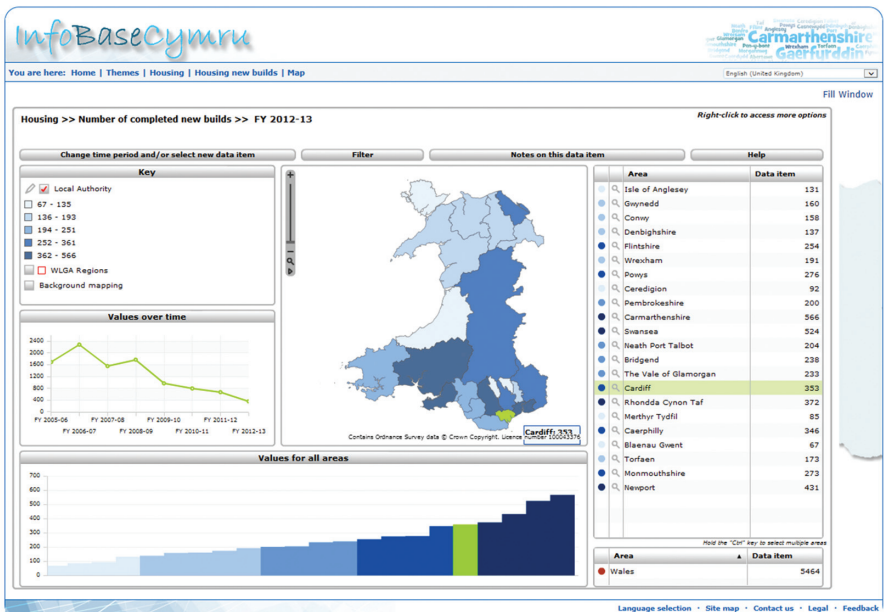 InfoBaseCymru
Carmarthenshire
Gaerfyrddin
You are here: Home | Themes | Housing | Housing new builds | Map
English (United Kingdom)
Fill Window
Housing >> Number of completed new builds >> FY 2012-13
Right-click to access more options
Change time period and/or select new data item
Filter
Notes on this data item
Help
Key
Local Authority
67 - 135
136 - 193
194 - 251
252 - 361
362 - 566
WLGA Regions
Background mapping
Values over time
2400
2000
1600
1200
800
400
0
FY 2005-06 FY 2007-08 FY 2009-10 FY 2011-12
FY 2006-07 FY 2008-09 FY 2010-11 FY 2012-13
Cardiff: 353
Contains Ordnance Survey data © Crown Copyright. Licence number 100043376
Area Data item
Isle of Anglesey 131
Gwynedd 160
Conwy 158
Denbighshire 137
Flintshire 254
Wrexham 191
Powys 276
Ceredigion 92
Pembrokeshire 200
Carmarthenshire 566
Swansea 524
Neath Port Talbot 204
Bridgend 238
The Vale of Glamorgan 233
Cardiff 353
Rhondda Cynon Taf 372
Merthyr Tydfil 85
Caerphilly 346
Blaenau Gwent 67
Torfaen 173
Monmouthshire 273
Newport 431
Hold the "Ctrl" key to select multiple areas
Area Data item
Wales 5464
Values for all areas
700
600
500
400
300
200
100
0
Language selection · Site map · Contact us · Legal · Feedback